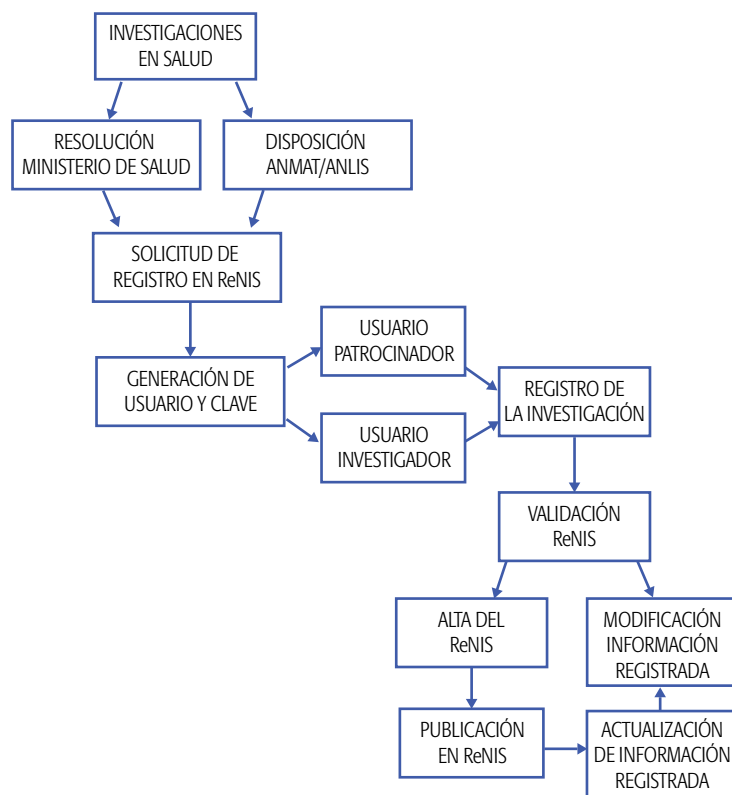 INVESTIGACIONES
EN SALUD
RESOLUCIÓN
MINISTERIO DE SALUD
DISPOSICIÓN
ANMAT/ANLIS
SOLICITUD DE
REGISTRO EN ReNIS
GENERACIÓN DE
USUARIO Y CLAVE
USUARIO
PATROCINADOR
USUARIO
INVESTIGADOR
REGISTRO DE
LA INVESTIGACIÓN
VALIDACIÓN
ReNIS
ALTA DEL
ReNIS
MODIFICACIÓN
INFORMACIÓN
REGISTRADA
PUBLICACIÓN
EN ReNIS
ACTUALIZACIÓN
DE INFORMACIÓN
REGISTRADA